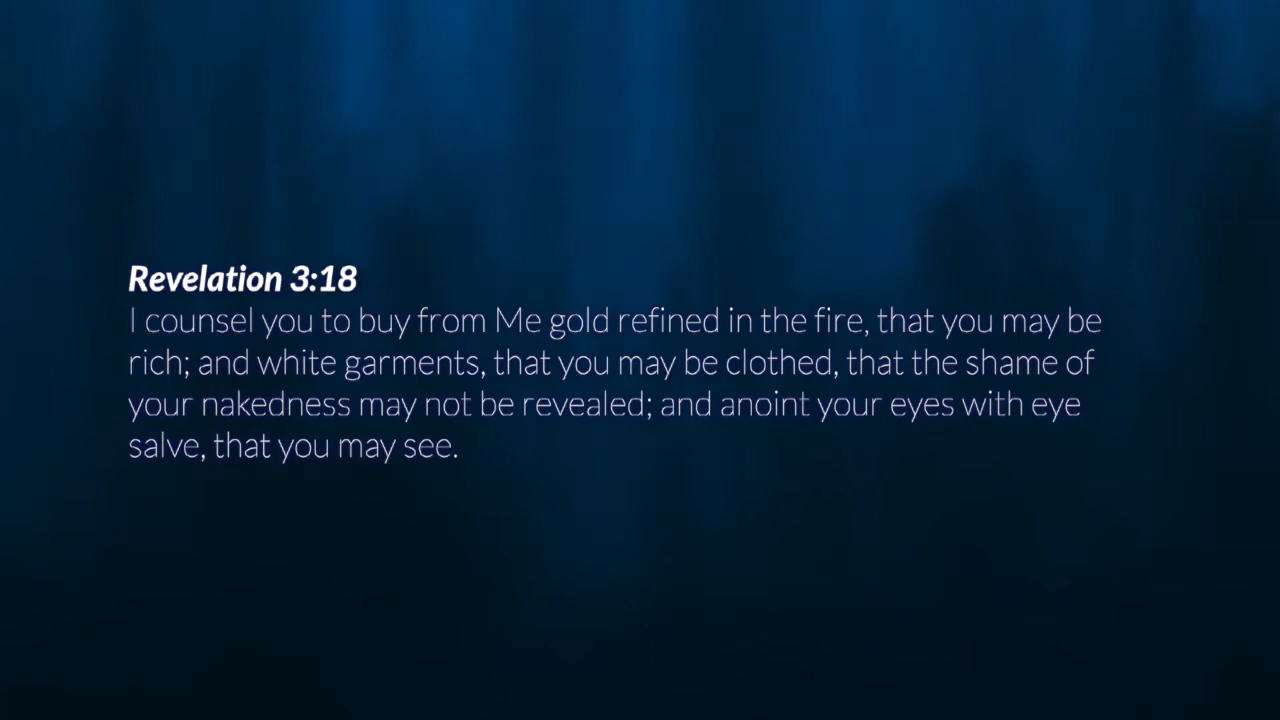 Revelation 3:18
I counsel you to buy from Me gold refined in the fire, that you may be
rich; and white garments, that you may be clothed, that the shame of
your nakedness may not be revealed; and anoint your eyes with eye
salve, that you may see.